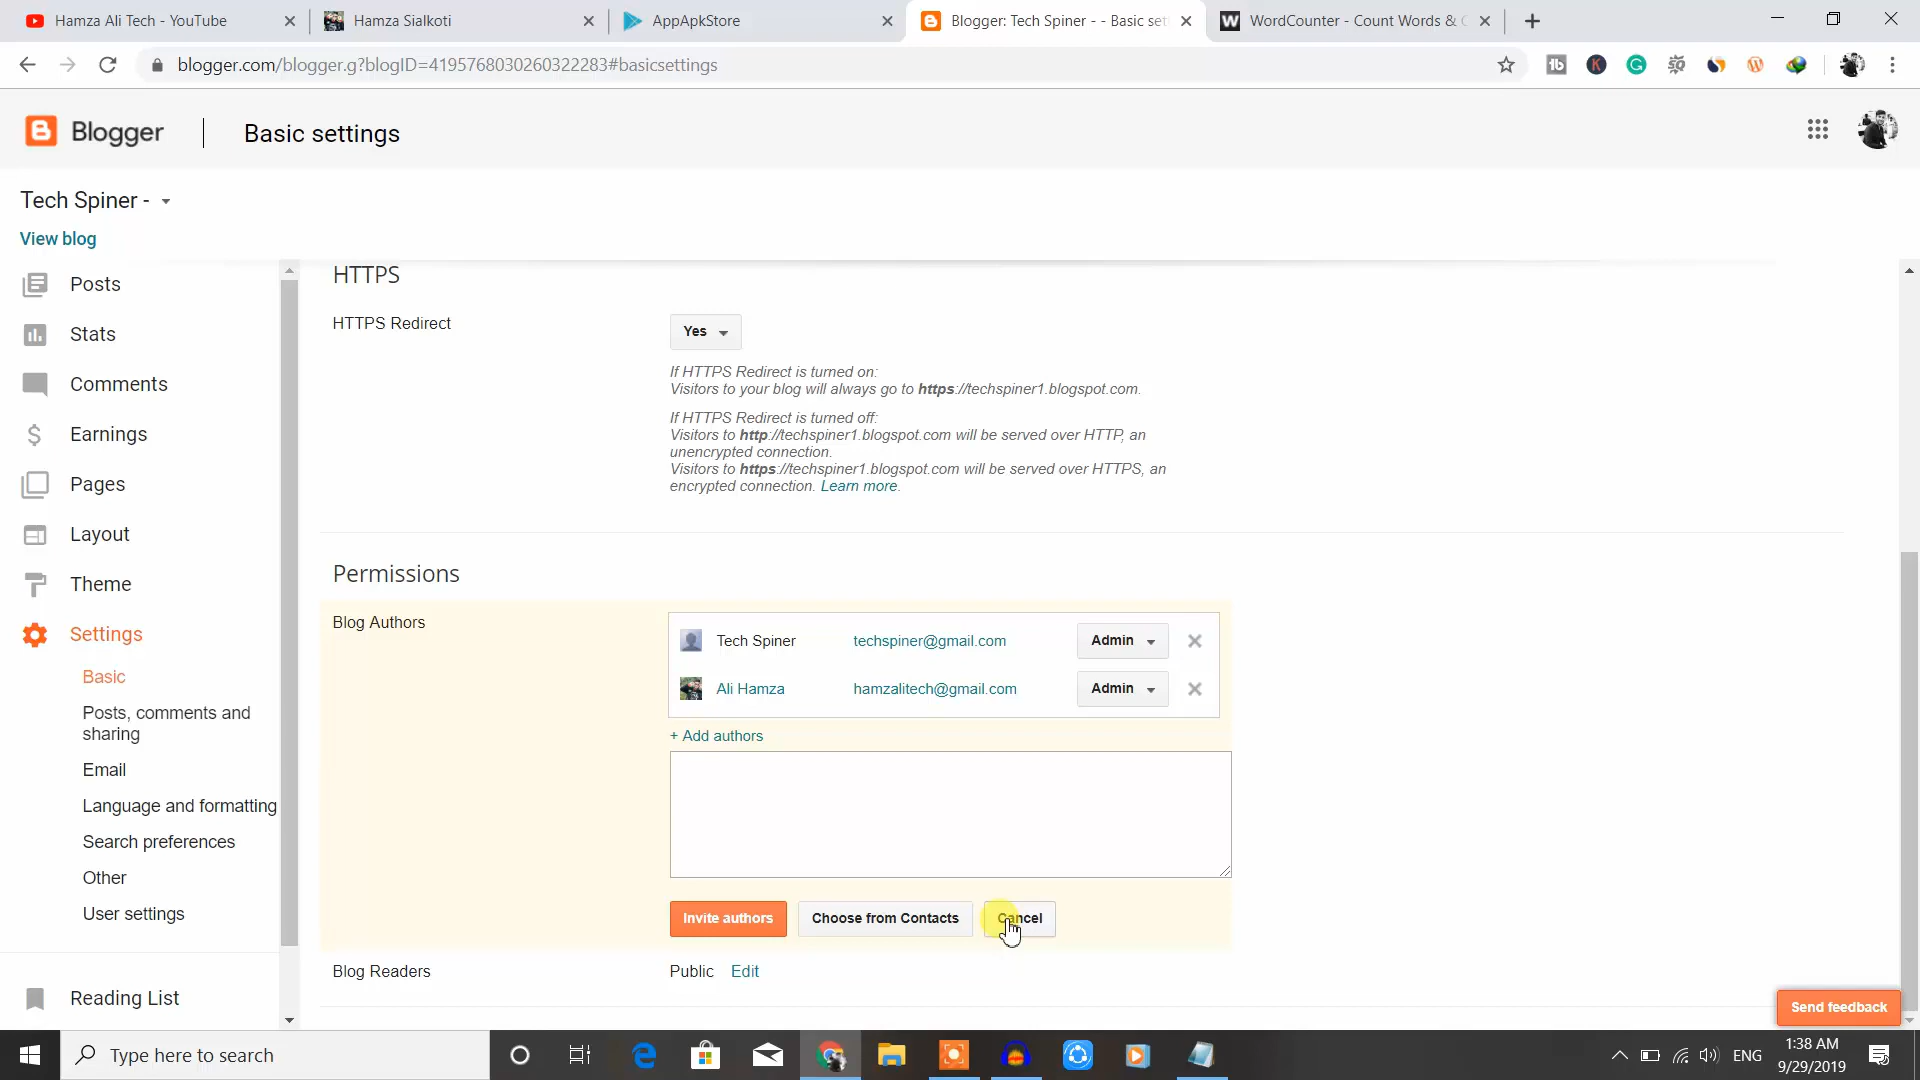 Hamza Ali Tech - YouTube
Hamza Sialkoti
AppApkStore
Blogger: Tech Spiner - - Basic set
WordCounter - Count Words & C
blogger.com/blogger.g?blogID=4195768030260322283#basicsettings
Blogger
Basic settings
Tech Spiner -
View blog
Posts
Stats
Comments
Earnings
Pages
Layout
Theme
Settings
Basic
Posts, comments and
sharing
Email
Language and formatting
Search preferences
Other
User settings
Reading List
HTTPS
HTTPS Redirect
Yes
If HTTPS Redirect is turned on:
Visitors to your blog will always go to https://techspiner1.blogspot.com.
If HTTPS Redirect is turned off:
Visitors to http://techspiner1.blogspot.com will be served over HTTP, an
unencrypted connection.
Visitors to https://techspiner1.blogspot.com will be served over HTTPS, an
encrypted connection. Learn more.
Permissions
Blog Authors
Tech Spiner techspiner@gmail.com Admin
Ali Hamza hamzalitech@gmail.com Admin
+ Add authors
Invite authors
Choose from Contacts
Cancel
Blog Readers
Public Edit
Send feedback
Type here to search
ENG
1:38 AM
9/29/2019